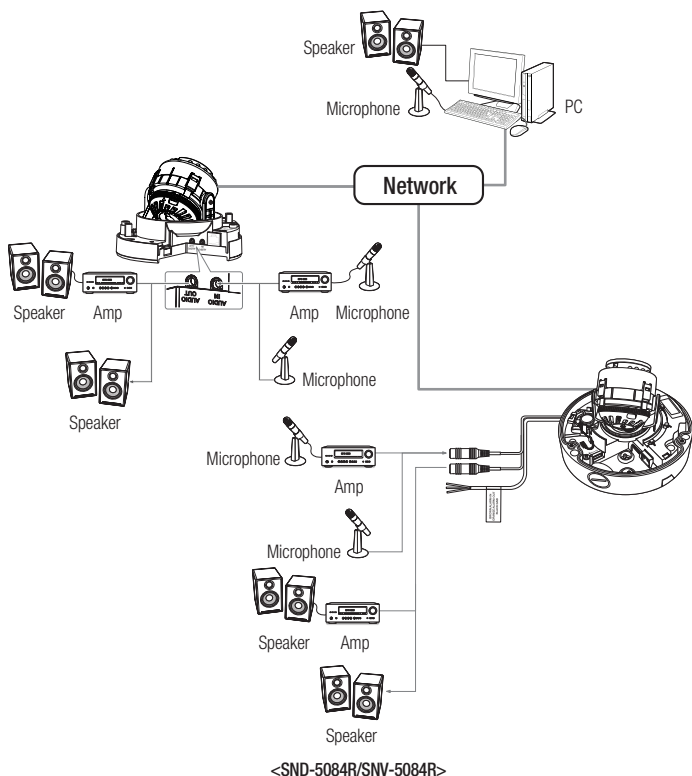 Speaker
Microphone
PC
Network
Speaker
Amp
AUDIO
OUT
AUDIO
IN
Amp
Microphone
Speaker
Microphone
Microphone
Amp
Microphone
Speaker
Amp
Speaker
<SND-5084R/SNV-5084R>